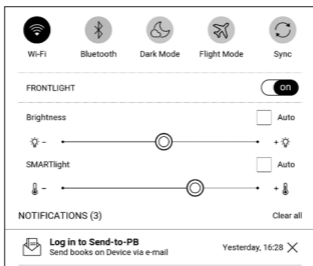 Wi-Fi Bluetooth Dark Mode Flight Mode Sync
FRONTLIGHT on
Brightness Auto
SMARTlight Auto
NOTIFICATIONS (3) Clear all
Log in to Send-to-PB
Send books on Device via e-mail
Yesterday, 16:28